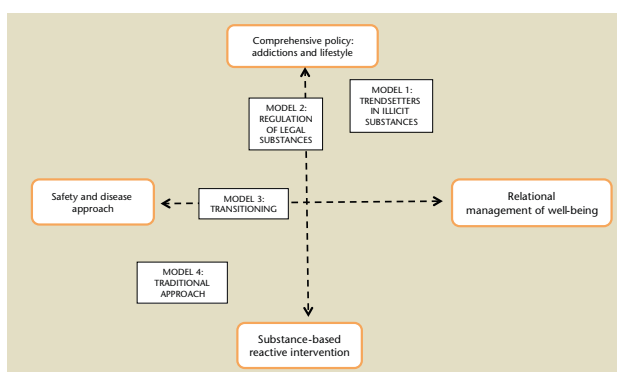 Comprehensive policy:
addictions and lifestyle
MODEL 1:
TRENDSETTERS
IN ILLICIT
SUBSTANCES
MODEL 2:
REGULATION
OF LEGAL
SUBSTANCES
Safety and disease
approach
MODEL 3:
TRANSITIONING
Relational
management of well-being
MODEL 4:
TRADITIONAL
APPROACH
Substance-based
reactive intervention